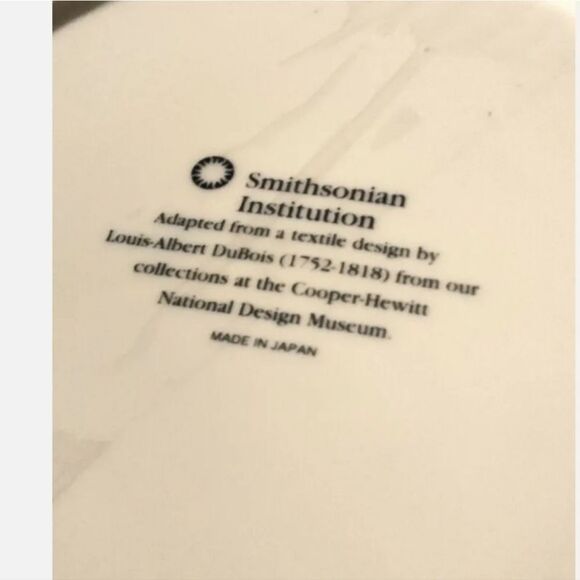 Smithsonian
Institution
Adapted from a textile design by
Louis-Albert DuBois (1752-1818) from our
collections at the Cooper-Hewitt
National Design Museum.
MADE IN JAPAN